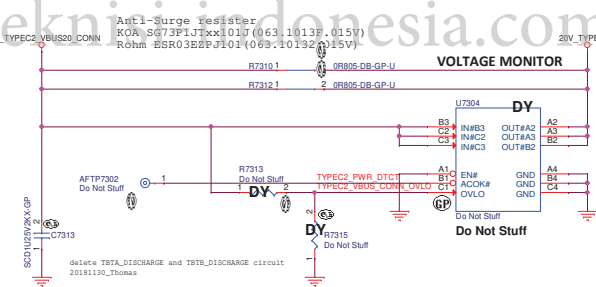 eknisi-indonesia.com
Anti-Surge resister
KOA SG73P1JTxx101J(063.1013F.015V)
Rohm ESR03EZPJ101(063.10132.015V)
_TYPEC2_VBUS20_CONN
20V_TYPE
R7310 1 0R805-DB-GP-U
VOLTAGE MONITOR
R7312 1 2 0R805-DB-GP-U
U7304
DY
B3 IN#B3 OUT#A2 A2
C2 IN#C2 OUT#A3 A3
C3 IN#C3 OUT#B2 B2
A1 EN# GND A4
B1 ACOK# GND B4
C1 OVLO GND C4
TYPEC2_PWR_DTCT
TYPEC2_VBUS_CONN_OVLO
GP
Do Not Stuff
Do Not Stuff
AFTP7302 1
Do Not Stuff
R7313
Do Not Stuff
1 DY 2
2
DY R7315
Do Not Stuff
1
2
C7313
SCD1U25V2KX-GP
1
delete TBTA_DISCHARGE and TBTB_DISCHARGE circuit
20181130_Thomas